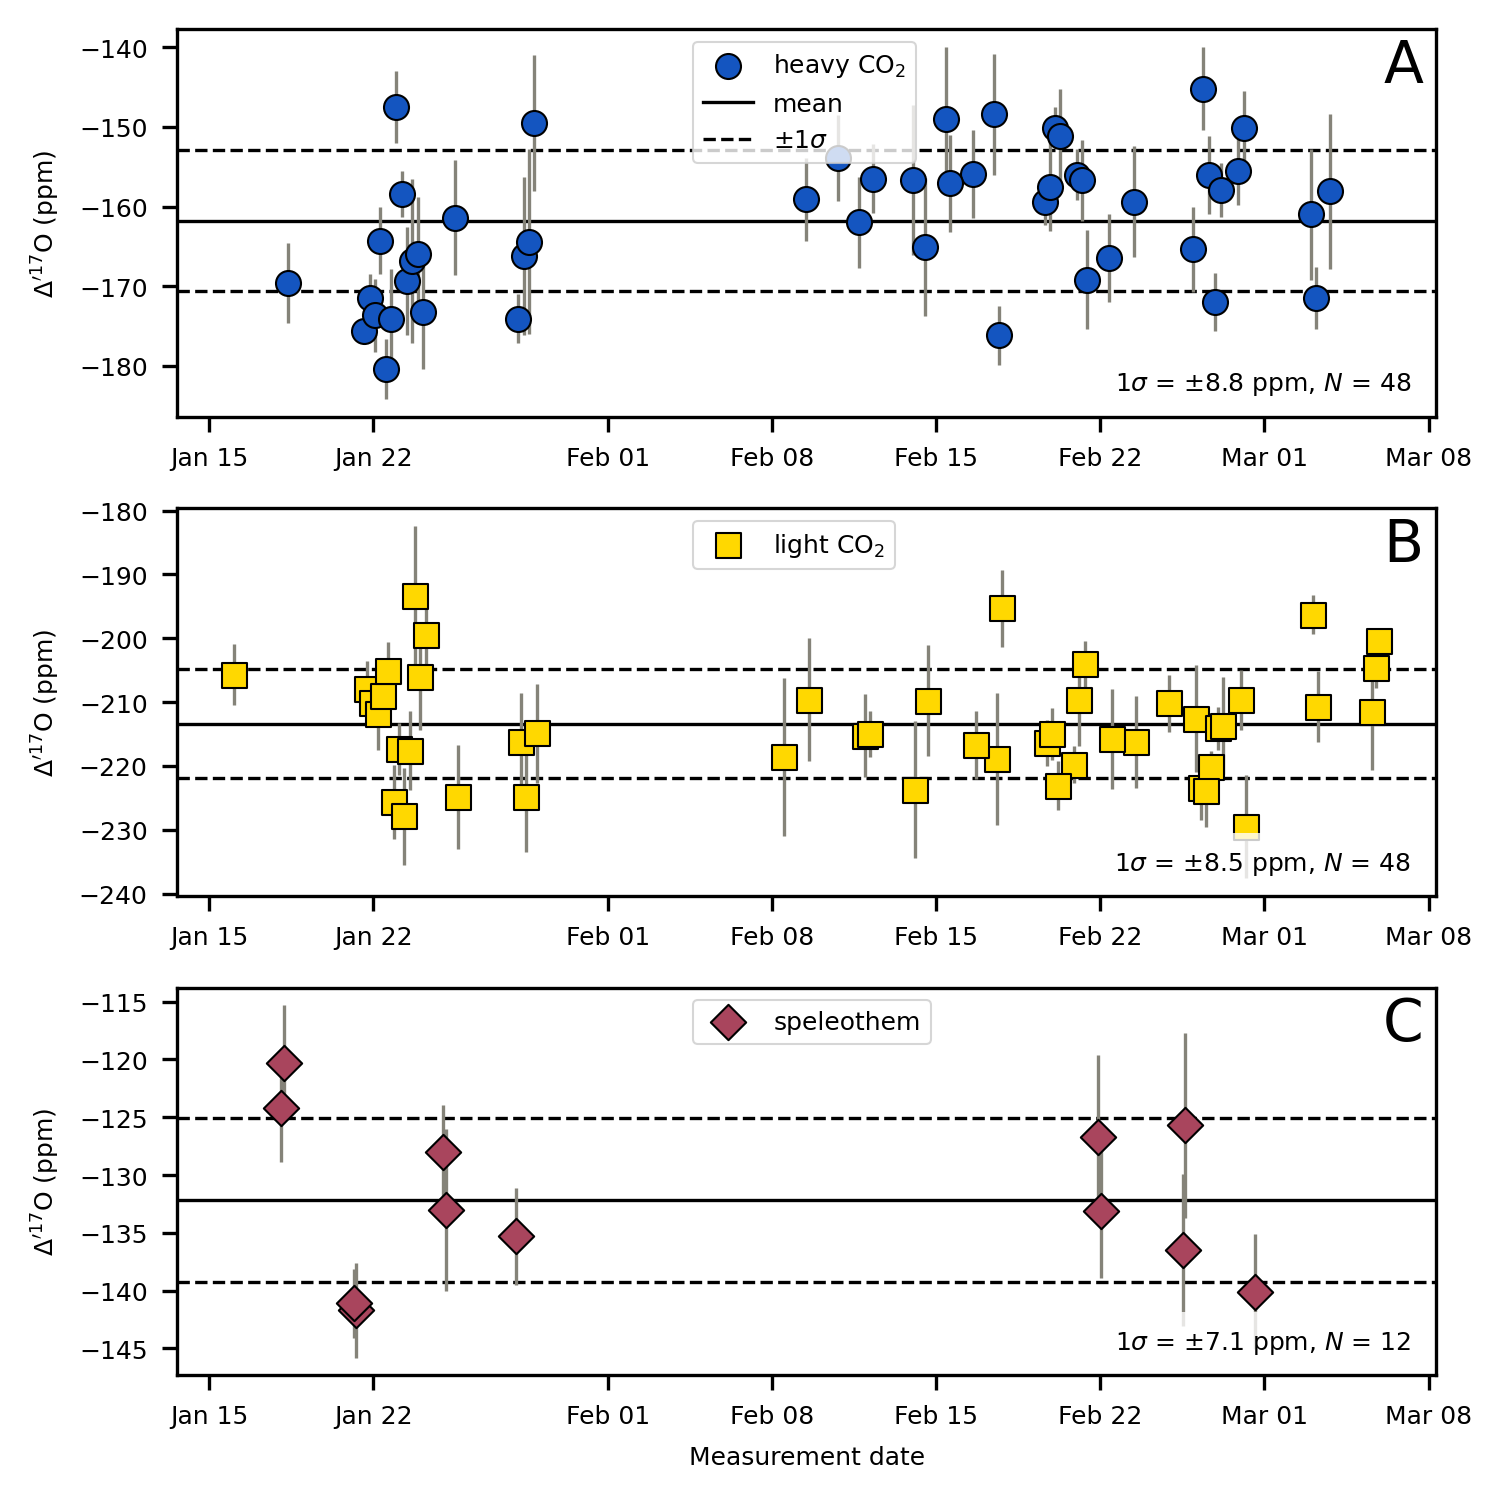 A
heavy CO₂
mean
±1σ
Δ′¹⁷O (ppm)
−140
−150
−160
−170
−180
1σ = ±8.8 ppm, N = 48
Jan 15 Jan 22 Feb 01 Feb 08 Feb 15 Feb 22 Mar 01 Mar 08
B
light CO₂
Δ′¹⁷O (ppm)
−180
−190
−200
−210
−220
−230
−240
1σ = ±8.5 ppm, N = 48
Jan 15 Jan 22 Feb 01 Feb 08 Feb 15 Feb 22 Mar 01 Mar 08
C
speleothem
Δ′¹⁷O (ppm)
−115
−120
−125
−130
−135
−140
−145
1σ = ±7.1 ppm, N = 12
Jan 15 Jan 22 Feb 01 Feb 08 Feb 15 Feb 22 Mar 01 Mar 08
Measurement date